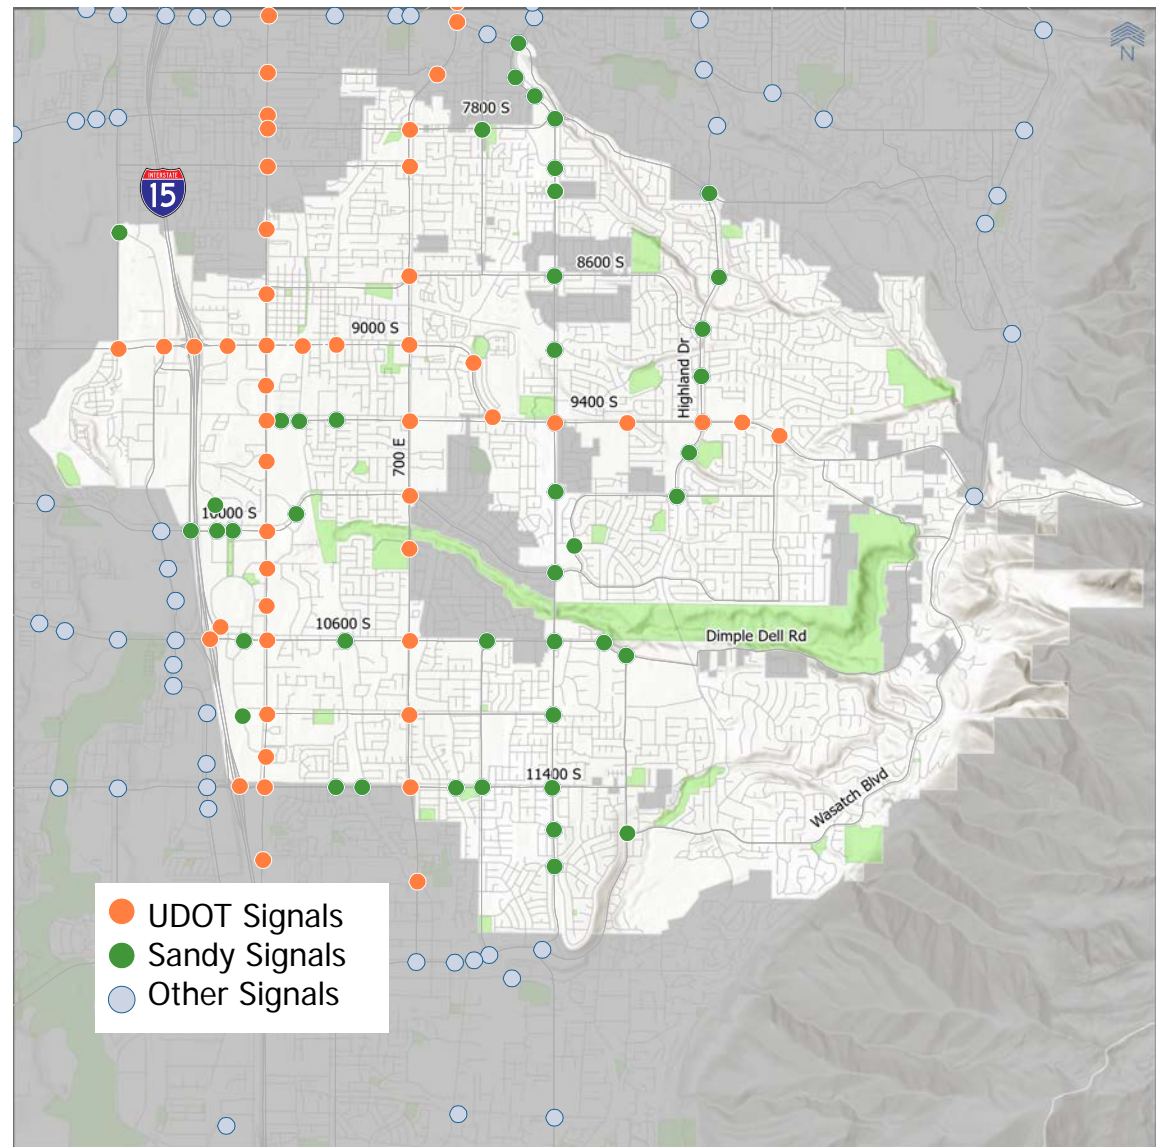 N
7800 S
INTERSTATE
15
8600 S
9000 S
Highland Dr
9400 S
700 E
10000 S
10600 S
Dimple Dell Rd
11400 S
Wasatch Blvd
UDOT Signals
Sandy Signals
Other Signals